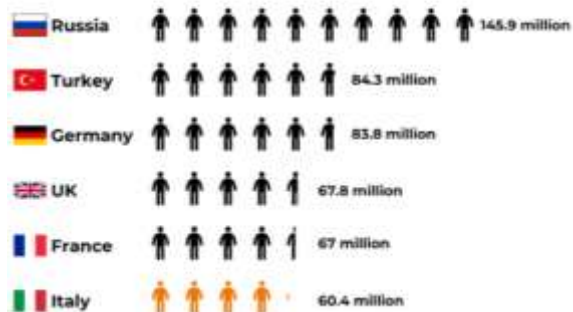 Russia 145.9 million
Turkey 84.3 million
Germany 83.8 million
UK 67.8 million
France 67 million
Italy 60.4 million